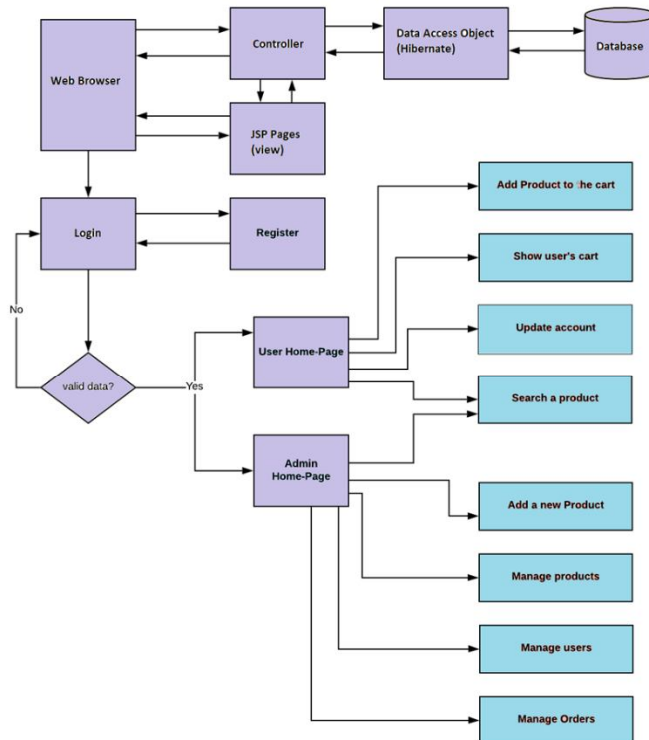 Controller
Data Access Object
(Hibernate)
Database
Web Browser
JSP Pages
(view)
Add Product to the cart
Login
Register
Show user's cart
No
Update account
User Home-Page
valid data?
Yes
Search a product
Admin
Home-Page
Add a new Product
Manage products
Manage users
Manage Orders